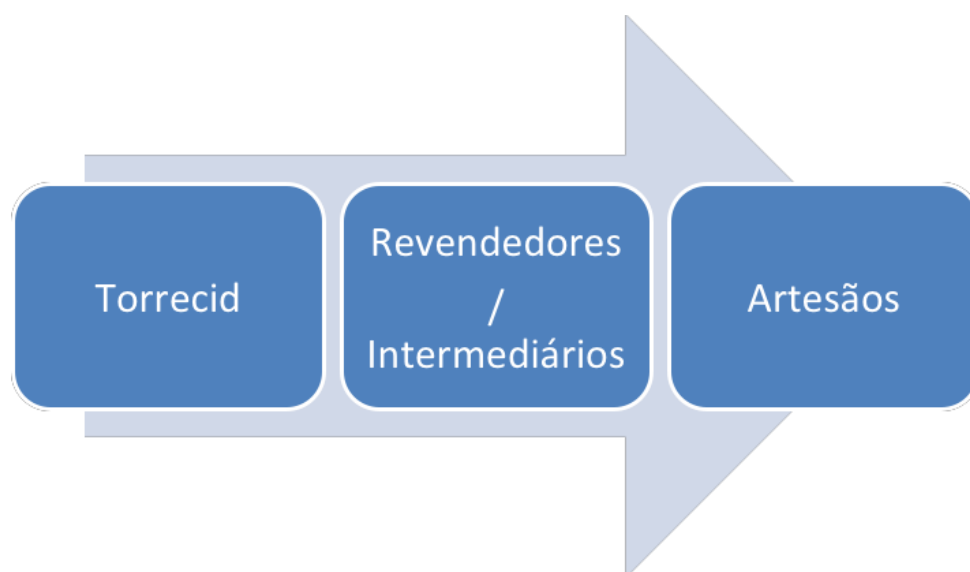 Torrecid
Revendedores
/
Intermediários
Artesãos